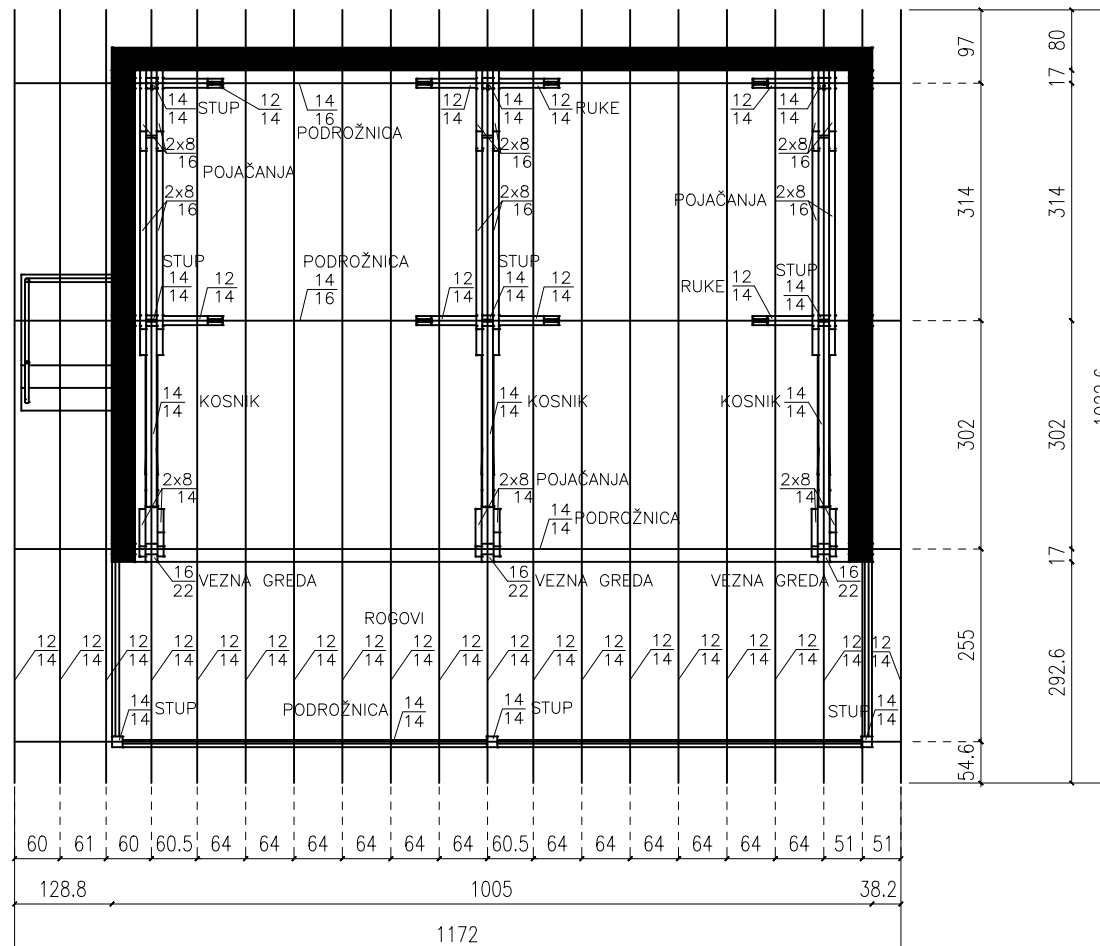 97
80
17
14/14 STUP
12/14
14/16
PODROŽNICA
12/14
14/14
12/14 RUKE
12/14
14/14
2x8/16
2x8/16
2x8/16
POJAČANJA
2x8/16
2x8/16
POJAČANJA 2x8/16
314
314
STUP
14/14
12/14
PODROŽNICA
14/16
12/14
STUP
14/14
12/14
RUKE 12/14
STUP
14/14
14/14 KOSNIK
14/14 KOSNIK
KOSNIK 14/14
302
302
2x8/14
2x8/14 POJAČANJA
2x8/14
14/14 PODROŽNICA
17
16/22 VEZNA GREDA
16/22 VEZNA GREDA
VEZNA GREDA 16/22
ROGOVI
12/14 12/14 12/14 12/14 12/14 12/14 12/14 12/14 12/14 12/14 12/14 12/14 12/14 12/14 12/14 12/14 12/14 12/14 12/14
255
292.6
14/14 STUP
PODROŽNICA 14/14
14/14 STUP
STUP 14/14
54.6
60 61 60 60.5 64 64 64 64 64 64 60.5 64 64 64 64 64 64 51 51
128.8 1005 38.2
1172